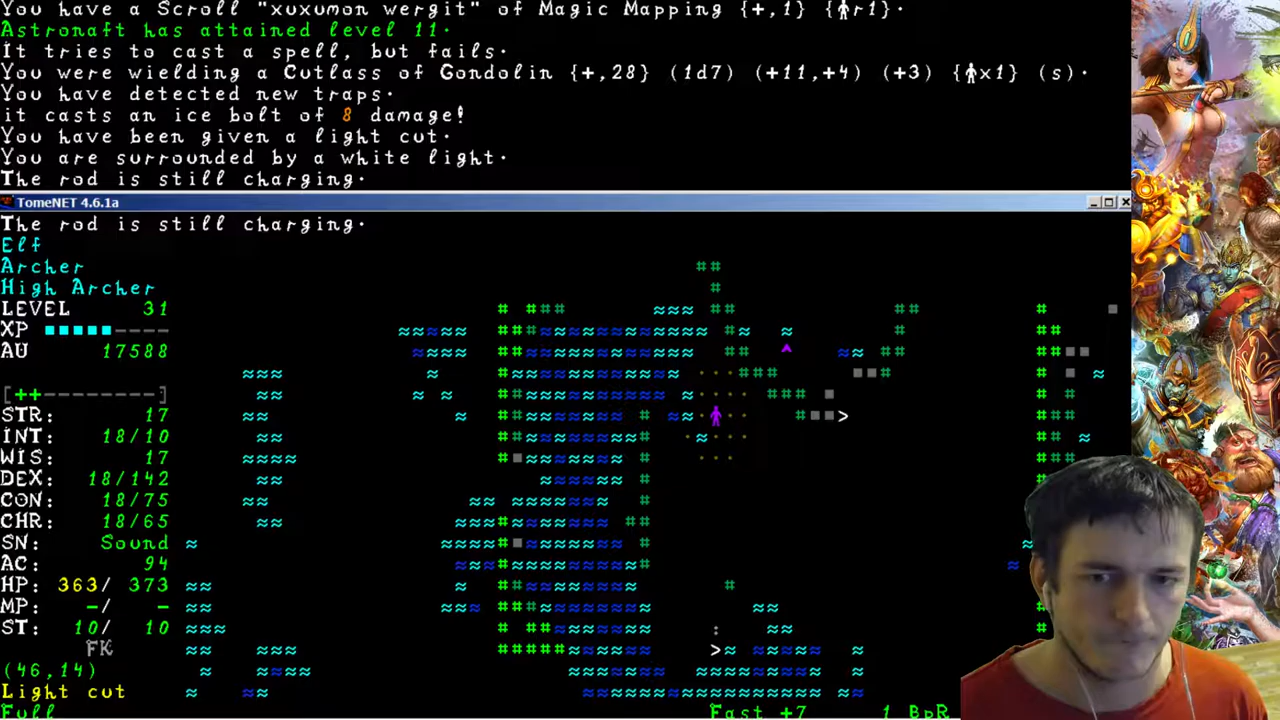 You have a Scroll "xuxumon wergit" of Magic Mapping {+,1} {r1}.
Astronaft has attained level 11.
It tries to cast a spell, but fails.
You were wielding a Cutlass of Gondolin {+,28} (1d7) (+11,+4) (+3) {x1} (s).
You have detected new traps.
it casts an ice bolt of 8 damage!
You have been given a light cut.
You are surrounded by a white light.
The rod is still charging.
TomeNET 4.6.1a
The rod is still charging.
Elf
Archer
High Archer
LEVEL 31
XP
AU 17588
[++---------]
STR: 17
INT: 18/10
WIS: 17
DEX: 18/142
CON: 18/75
CHR: 18/65
SN: Sound
AC: 94
HP: 363/ 373
MP: -/ -
ST: 10/ 10
FK
(46,14)
Light cut
Full Fast +7 1 BpR